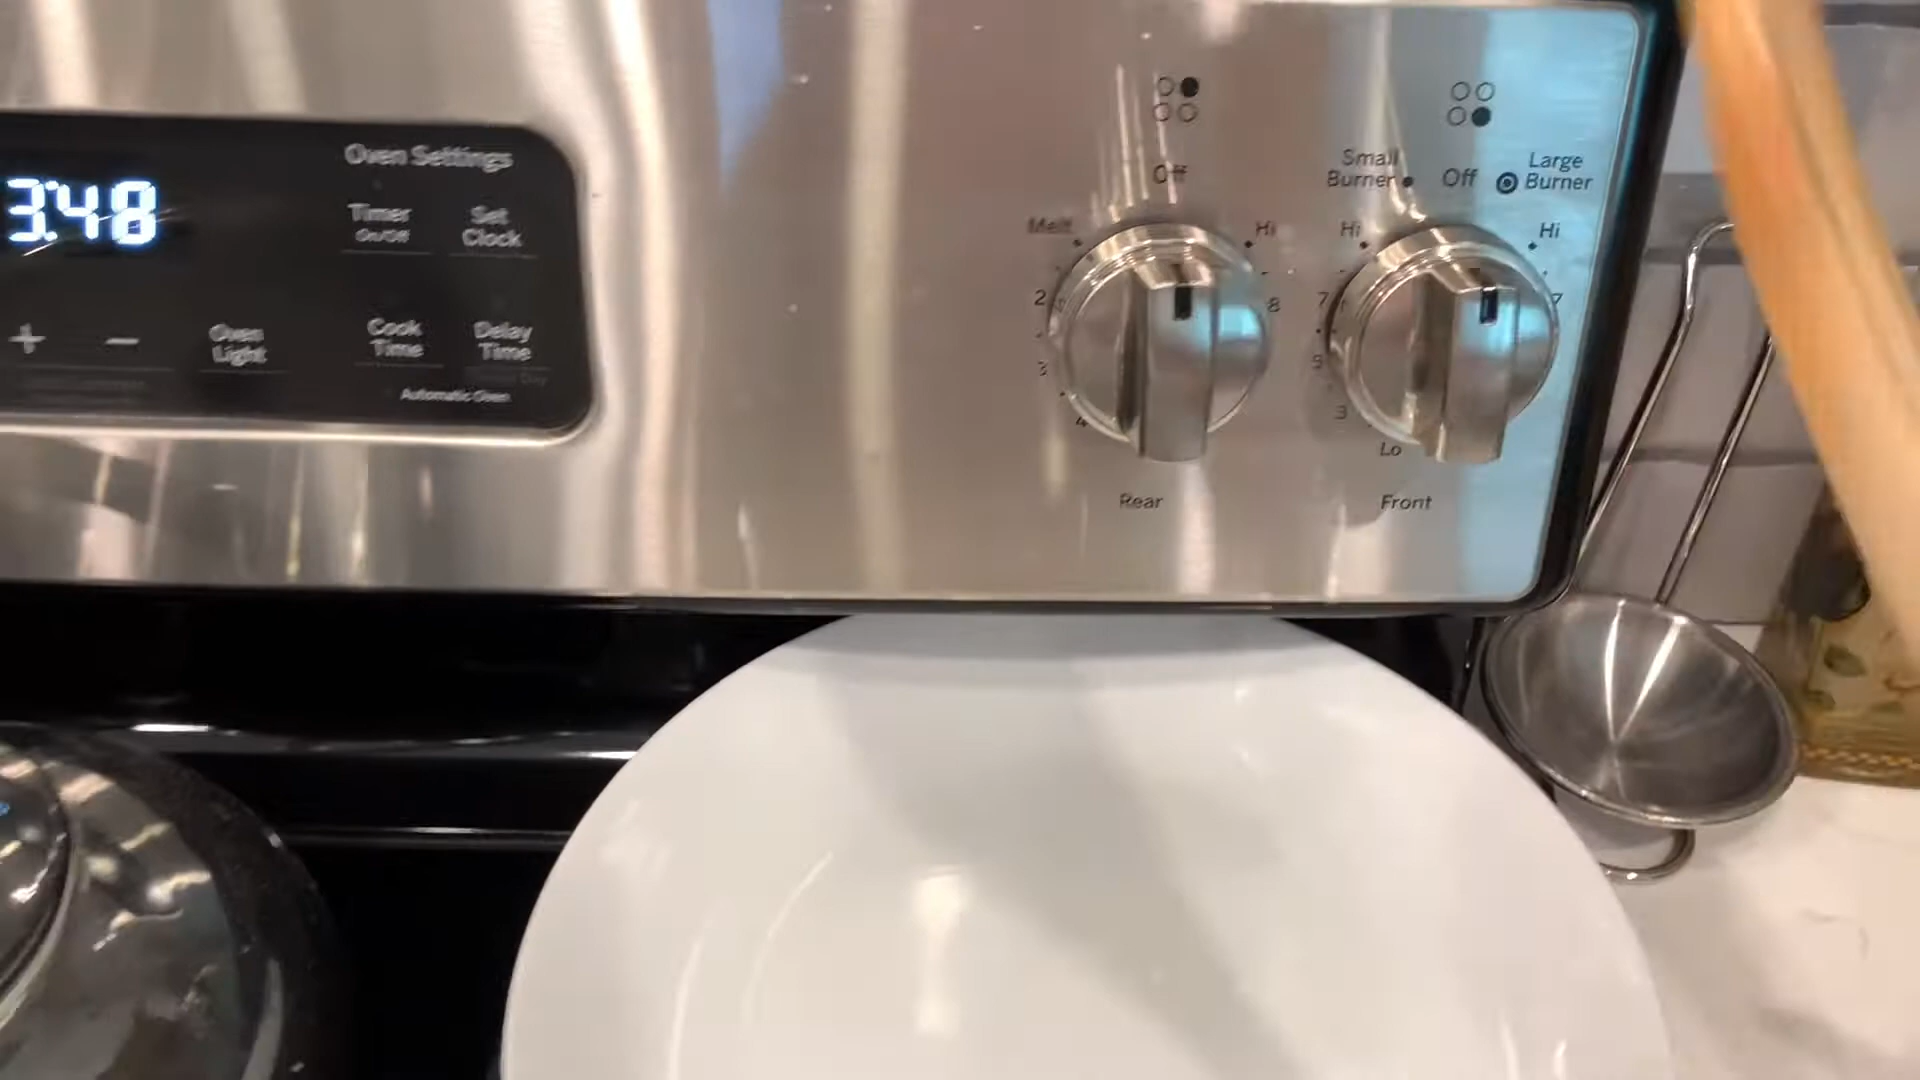 3:48
Oven Settings
Timer
On/Off
Set
Clock
+
−
Oven
Light
Cook
Time
Delay
Time
Automatic Oven
Off
Melt
Hi
2
8
3
4
Rear
Small
Burner
Off
Large
Burner
Hi
Hi
7
7
3
Lo
Front